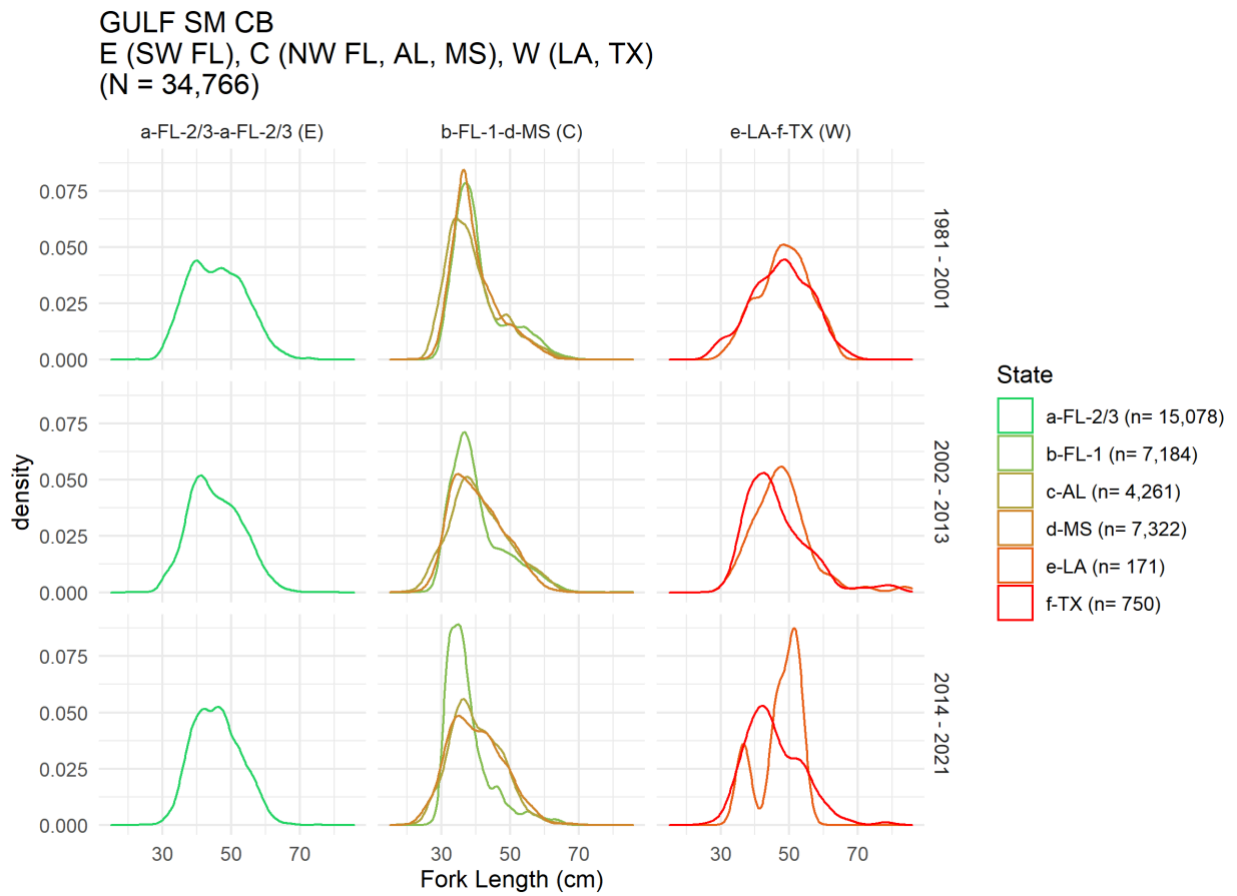 GULF SM CB
E (SW FL), C (NW FL, AL, MS), W (LA, TX)
(N = 34,766)
a-FL-2/3-a-FL-2/3 (E)
b-FL-1-d-MS (C)
e-LA-f-TX (W)
0.075
0.050
0.025
0.000
1981 - 2001
0.075
0.050
0.025
0.000
2002 - 2013
0.075
0.050
0.025
0.000
2014 - 2021
density
30 50 70
30 50 70
30 50 70
Fork Length (cm)
State
a-FL-2/3 (n= 15,078)
b-FL-1 (n= 7,184)
c-AL (n= 4,261)
d-MS (n= 7,322)
e-LA (n= 171)
f-TX (n= 750)